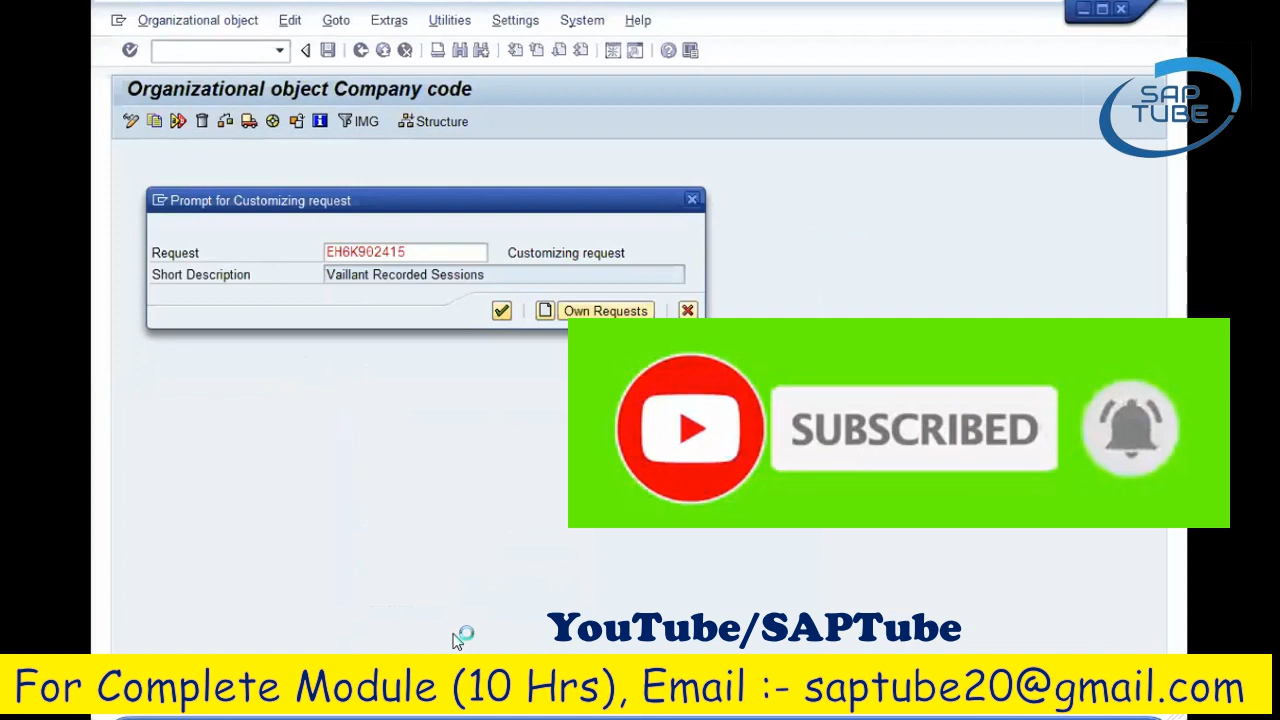 Organizational object Edit Goto Extras Utilities Settings System Help
Organizational object Company code
SAP
TUBE
IMG Structure
Prompt for Customizing request
Request EH6K902415 Customizing request
Short Description Vaillant Recorded Sessions
Own Requests
SUBSCRIBED
YouTube/SAPTube
For Complete Module (10 Hrs), Email :- saptube20@gmail.com